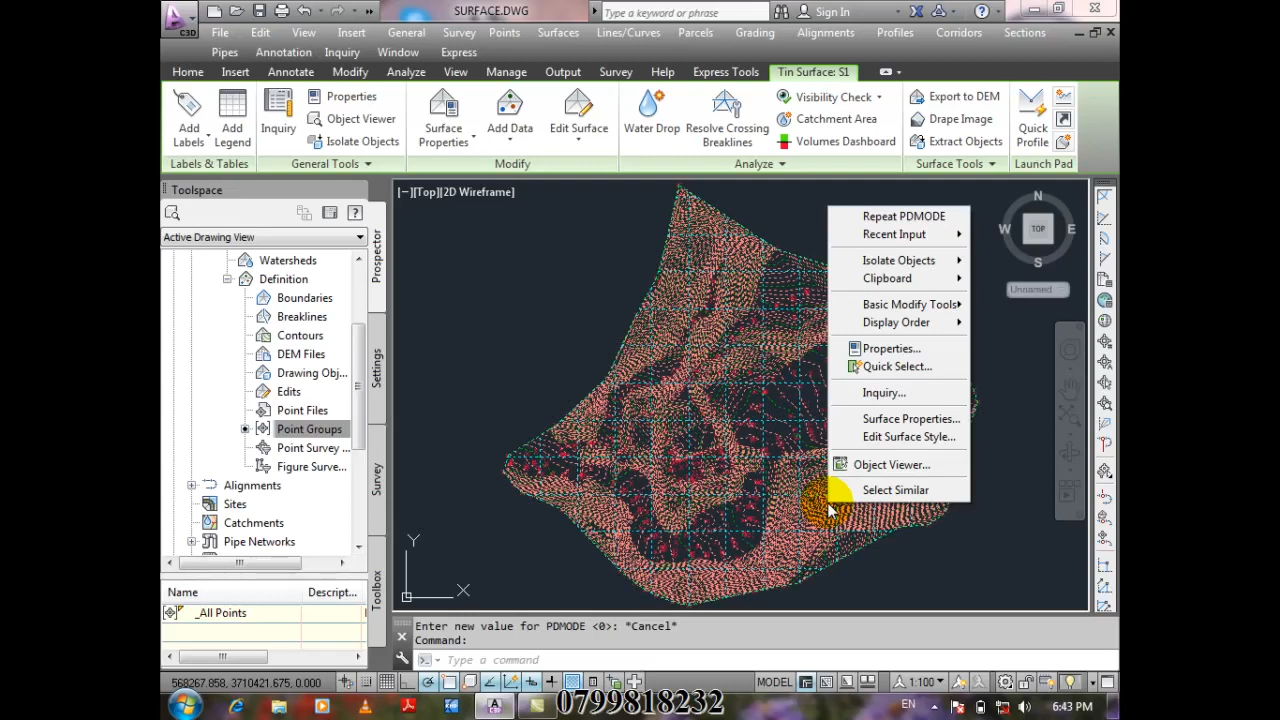 SURFACE.DWG
Type a keyword or phrase
Sign In
C3D
File Edit View Insert General Survey Points Surfaces Lines/Curves Parcels Grading Alignments Profiles Corridors Sections
Pipes Annotation Inquiry Window Express
Home Insert Annotate Modify Analyze View Manage Output Survey Help Express Tools Tin Surface: S1
Add Labels
Add Legend
Inquiry
Properties
Object Viewer
Isolate Objects
Surface Properties
Add Data
Edit Surface
Water Drop
Resolve Crossing Breaklines
Visibility Check
Catchment Area
Volumes Dashboard
Export to DEM
Drape Image
Extract Objects
Quick Profile
Labels & Tables
General Tools
Modify
Analyze
Surface Tools
Launch Pad
Toolspace
Active Drawing View
Watersheds
Definition
Boundaries
Breaklines
Contours
DEM Files
Drawing Obj...
Edits
Point Files
Point Groups
Point Survey ...
Figure Surve...
Alignments
Sites
Catchments
Pipe Networks
Name Descript...
_All Points
Prospector
Settings
Survey
Toolbox
[−][Top][2D Wireframe]
N
W TOP E
S
Unnamed
Repeat PDMODE
Recent Input
Isolate Objects
Clipboard
Basic Modify Tools
Display Order
Properties...
Quick Select...
Inquiry...
Surface Properties...
Edit Surface Style...
Object Viewer...
Select Similar
Y
X
Enter new value for PDMODE <0>: *Cancel*
Command:
Type a command
568267.858, 3710421.675, 0.000
MODEL
1:100
0799818232
EN
6:43 PM